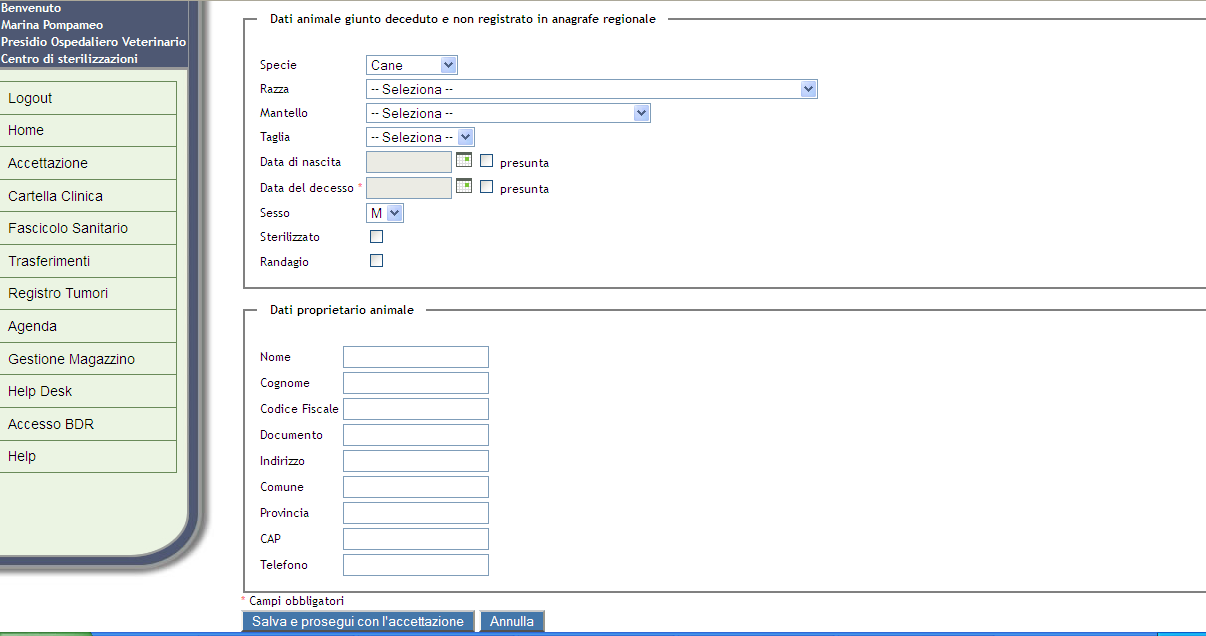 Benvenuto
Marina Pompameo
Presidio Ospedaliero Veterinario
Centro di sterilizzazioni
Logout
Home
Accettazione
Cartella Clinica
Fascicolo Sanitario
Trasferimenti
Registro Tumori
Agenda
Gestione Magazzino
Help Desk
Accesso BDR
Help
Dati animale giunto deceduto e non registrato in anagrafe regionale
Specie Cane
Razza -- Seleziona --
Mantello -- Seleziona --
Taglia -- Seleziona --
Data di nascita presunta
Data del decesso * presunta
Sesso M
Sterilizzato
Randagio
Dati proprietario animale
Nome
Cognome
Codice Fiscale
Documento
Indirizzo
Comune
Provincia
CAP
Telefono
* Campi obbligatori
Salva e prosegui con l'accettazione Annulla